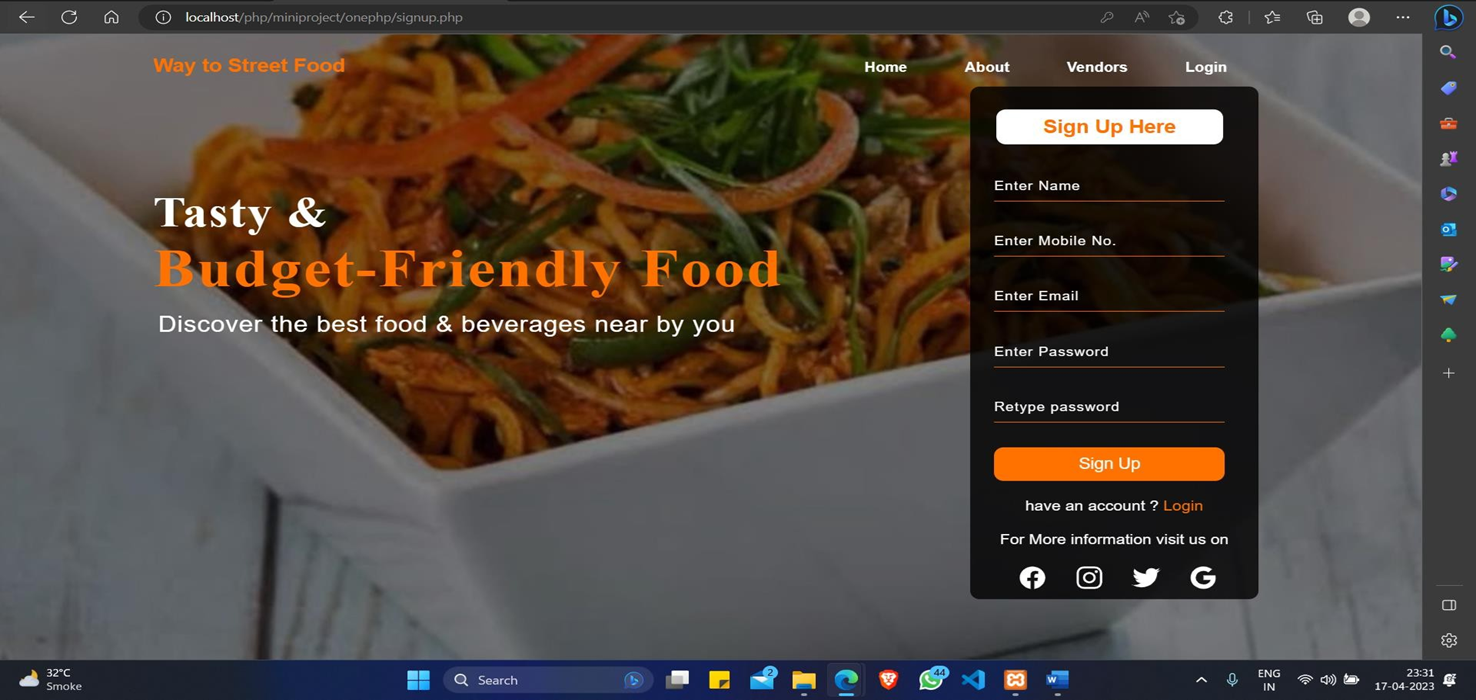 localhost/php/miniproject/onephp/signup.php
Way to Street Food
Home About Vendors Login
Sign Up Here
Enter Name
Enter Mobile No.
Enter Email
Enter Password
Retype password
Sign Up
have an account ? Login
For More information visit us on
Tasty &
Budget-Friendly Food
Discover the best food & beverages near by you
32°C
Smoke
Search
2
44
ENG
IN
23:31
17-04-2023